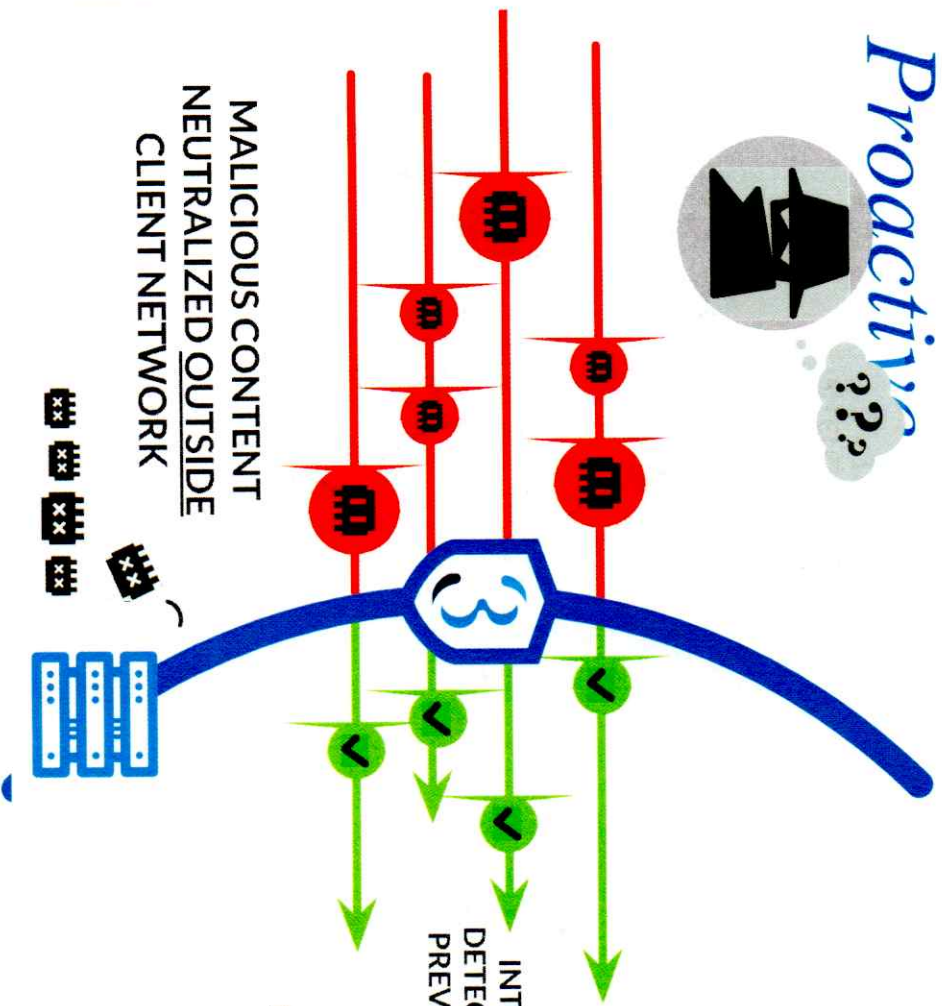 Proactive
???
MALICIOUS CONTENT
NEUTRALIZED OUTSIDE
CLIENT NETWORK